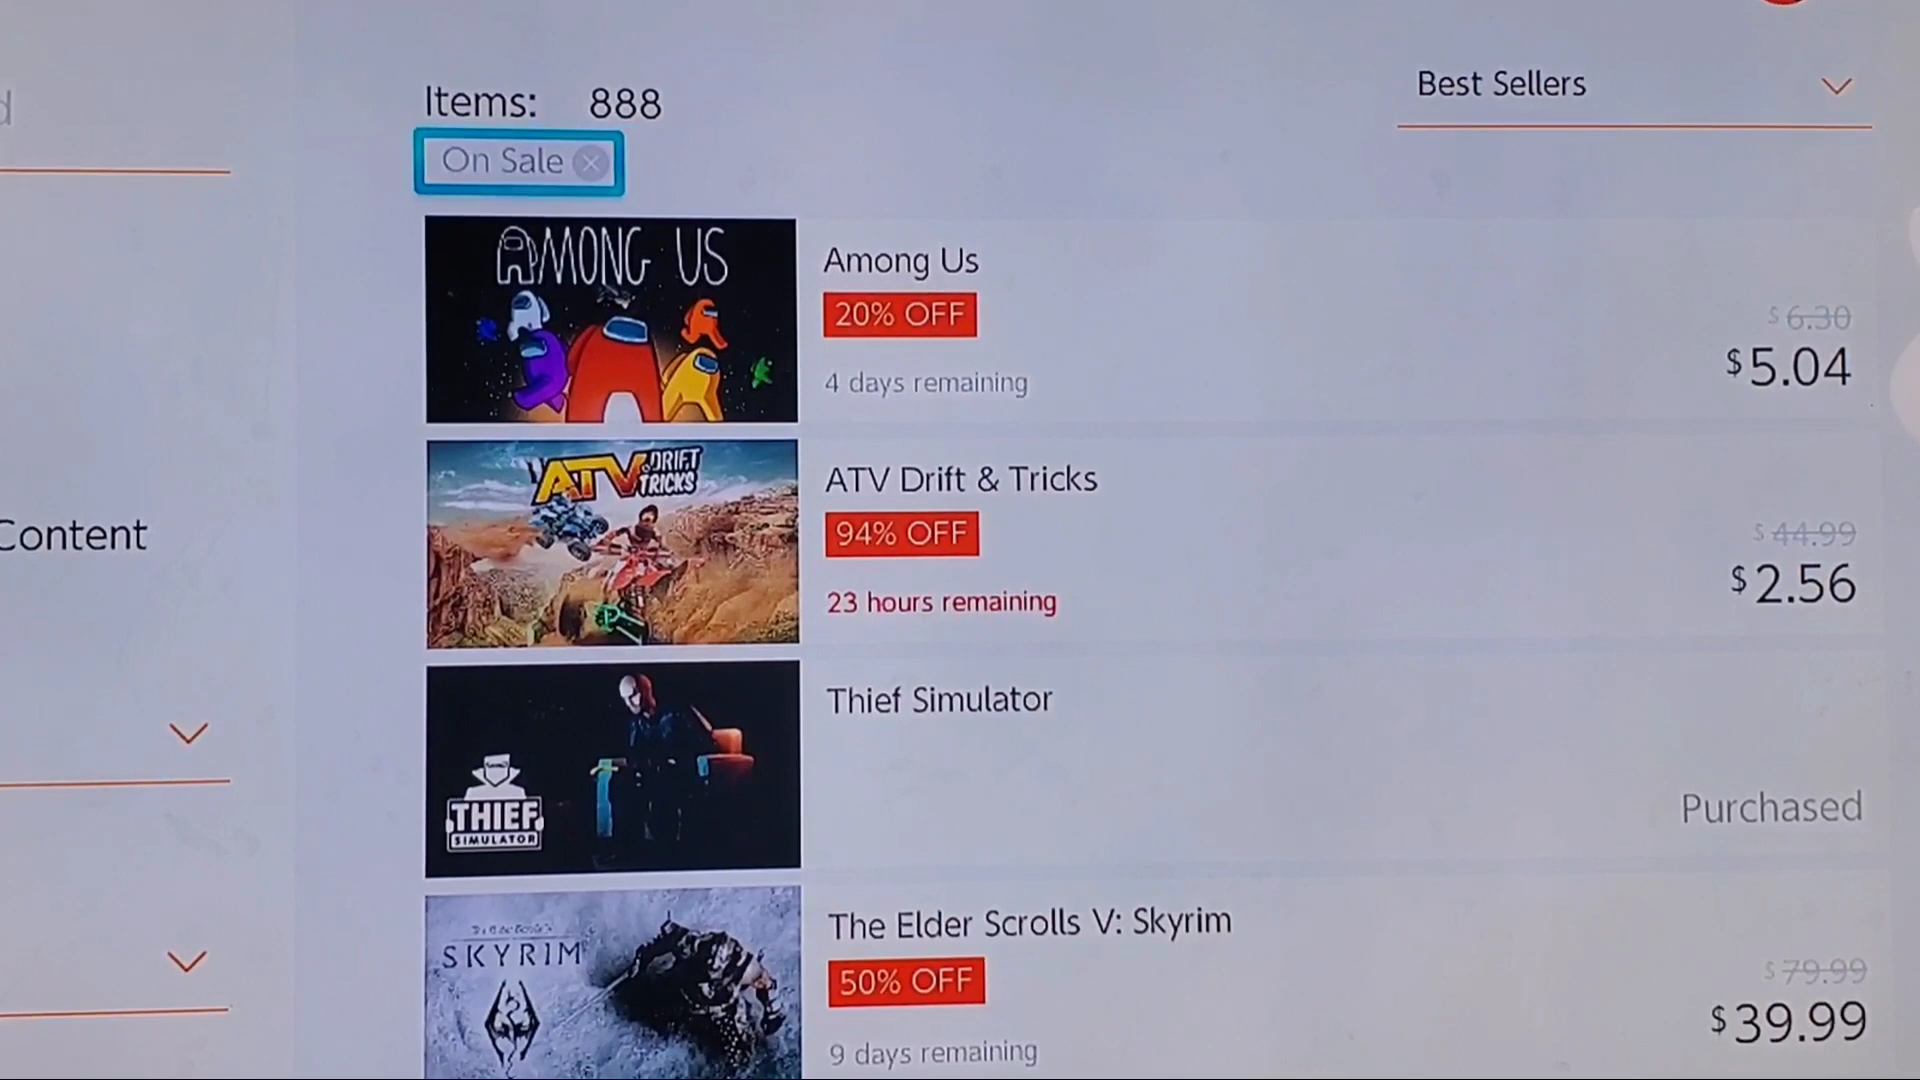 d
Items: 888
Best Sellers
On Sale
AMONG US
Among Us
20% OFF
4 days remaining
$6.30
$5.04
ATV DRIFT & TRICKS
ATV Drift & Tricks
94% OFF
23 hours remaining
$44.99
$2.56
Content
THIEF
SIMULATOR
Thief Simulator
Purchased
SKYRIM
The Elder Scrolls V: Skyrim
50% OFF
9 days remaining
$79.99
$39.99